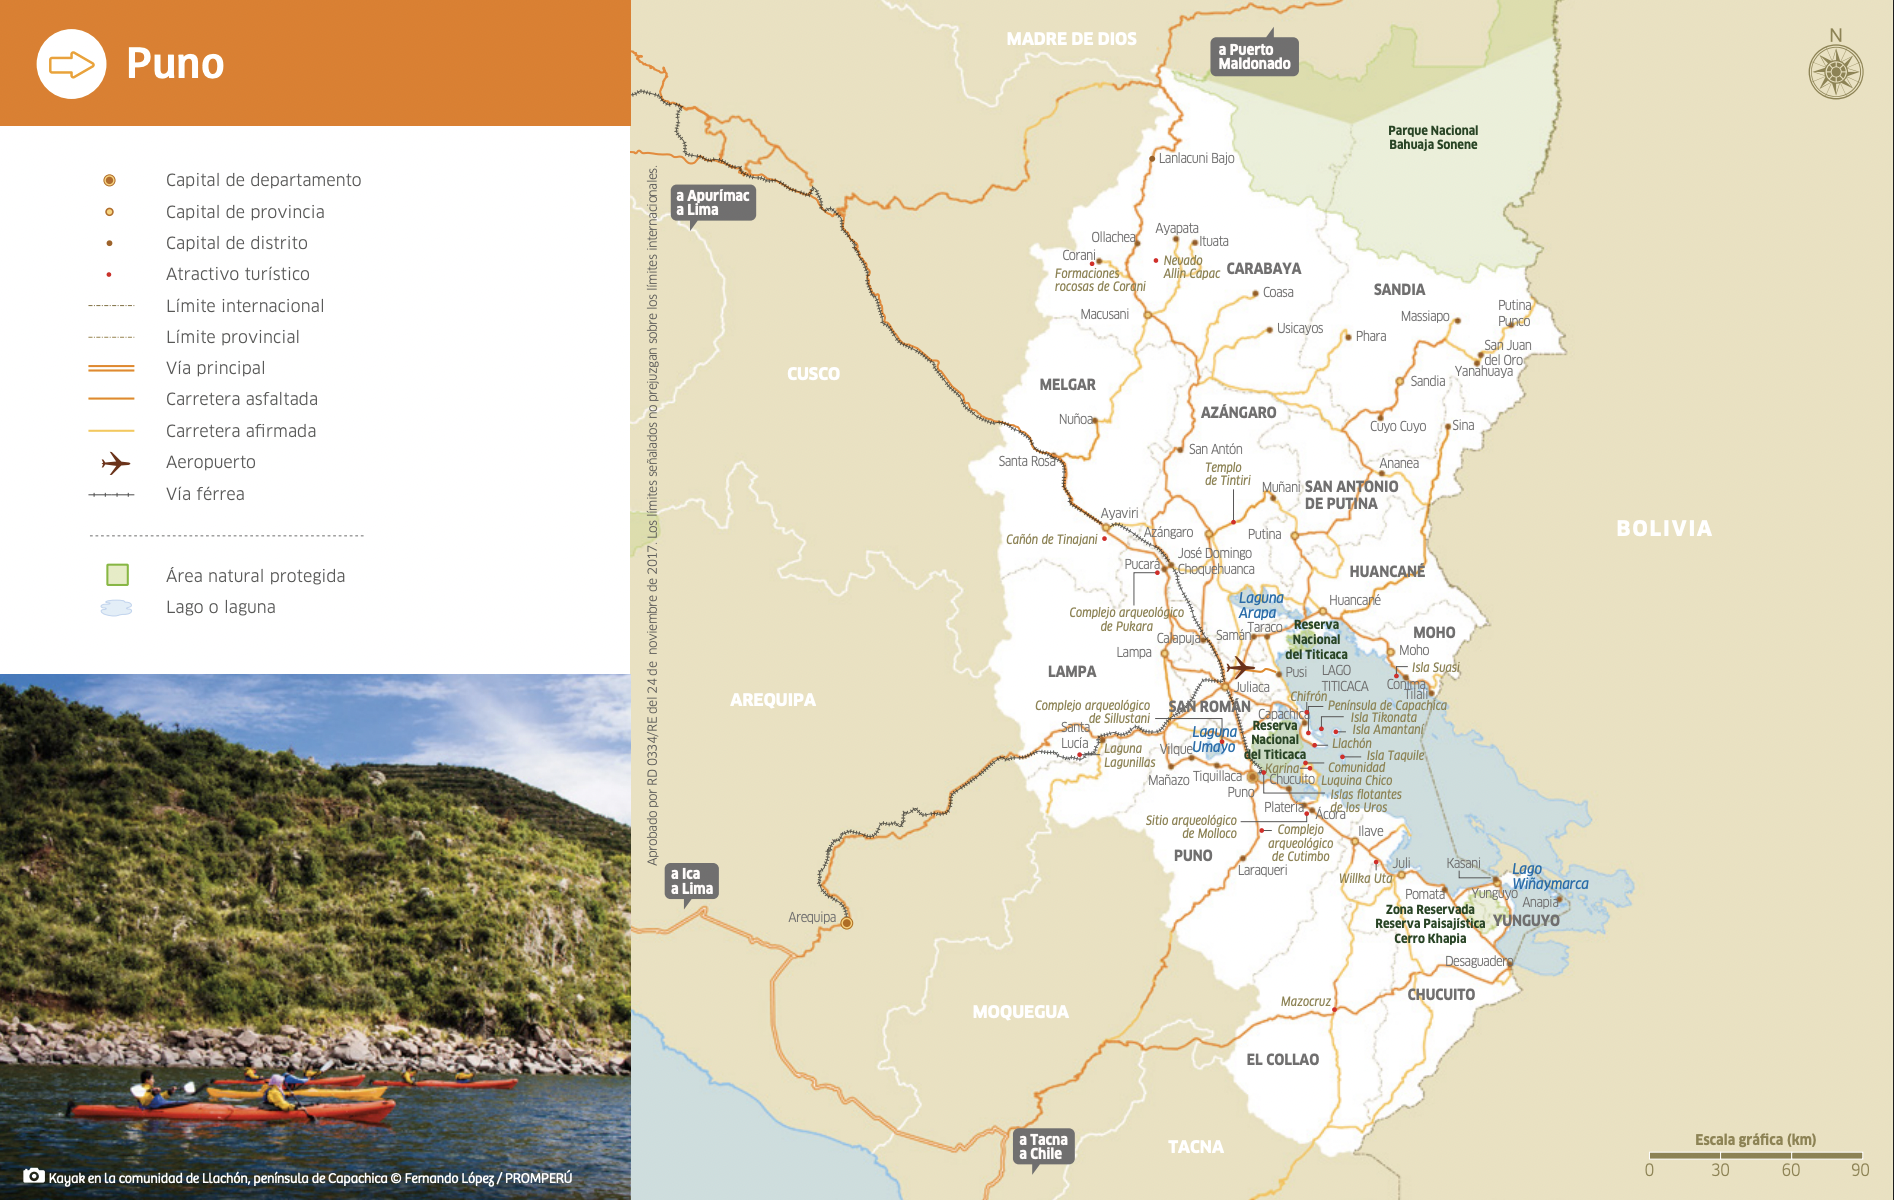 Puno
Capital de departamento
Capital de provincia
Capital de distrito
Atractivo turístico
Límite internacional
Límite provincial
Vía principal
Carretera asfaltada
Carretera afirmada
Aeropuerto
Vía férrea
Área natural protegida
Lago o laguna
Kayak en la comunidad de Llachón, península de Capachica © Fernando López / PROMPERÚ
Aprobado por RD 0334/RE del 24 de noviembre de 2017. Los límites señalados no prejuzgan sobre los límites internacionales.
MADRE DE DIOS
a Puerto
Maldonado
N
Parque Nacional
Bahuaja Sonene
Lanlacuni Bajo
a Apurímac
a Lima
Ollachea
Ayapata
Ituata
Corani
Formaciones
rocosas de Corani
Nevado
Allin Capac
CARABAYA
SANDIA
Coasa
Macusani
Usicayos
Phara
Massiapo
Putina
Punco
San Juan
del Oro
Yanahuaya
Sandia
CUSCO
MELGAR
AZÁNGARO
Nuñoa
Cuyo Cuyo
Sina
Santa Rosa
San Antón
Templo
de Tintiri
Ananea
Muñani
SAN ANTONIO
DE PUTINA
BOLIVIA
Ayaviri
Azángaro
Putina
Cañón de Tinajani
José Domingo
Choquehuanca
Pucara
HUANCANÉ
Complejo arqueológico
de Pukara
Laguna
Arapa
Huancané
Calapuja
Samán
Taraco
Reserva
Nacional
del Titicaca
MOHO
Moho
Lampa
LAMPA
Isla Suasi
Pusi
LAGO
TITICACA
Conima
Tilali
Juliaca
AREQUIPA
Chifrón
Complejo arqueológico
de Sillustani
SAN ROMÁN
Capachica
Península de Capachica
Isla Tikonata
Isla Amantaní
Santa
Lucía
Laguna
Lagunillas
Laguna
Umayo
Vilque
Reserva
Nacional
del Titicaca
Llachón
Isla Taquile
Karina
Comunidad
Luquina Chico
Mañazo
Tiquillaca
Chucuito
Puno
Islas flotantes
de los Uros
Platería
Acora
Sitio arqueológico
de Molloco
Complejo
arqueológico
de Cutimbo
Ilave
PUNO
Laraqueri
Willka Uta
Juli
Kasani
Lago
Wiñaymarca
Pomata
Yunguyo
Anapia
a Ica
a Lima
Arequipa
Zona Reservada
Reserva Paisajística
Cerro Khapia
YUNGUYO
Desaguadero
CHUCUITO
Mazocruz
MOQUEGUA
EL COLLAO
a Tacna
a Chile
TACNA
Escala gráfica (km)
0 30 60 90